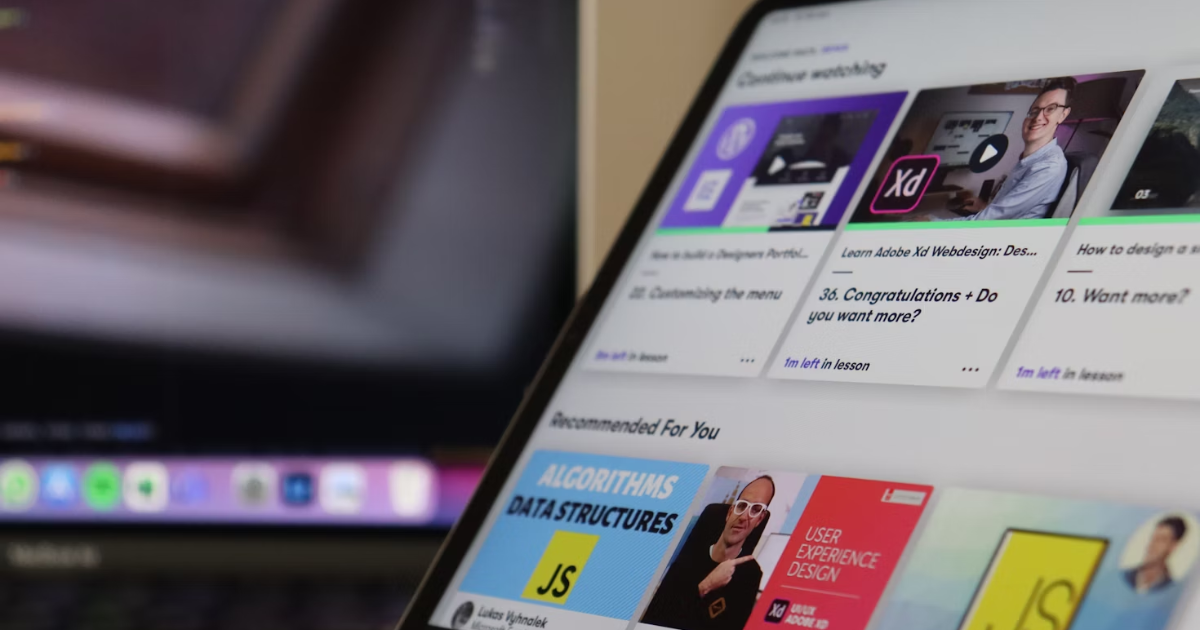 Continue watching
Xd
03
How to build a Designers Portfol...
Learn Adobe Xd Webdesign: Des...
How to design a
22. Customizing the menu
36. Congratulations + Do
you want more?
10. Want more?
left in lesson
1m left in lesson
1m left in lesson
Recommended For You
ALGORITHMS
DATA STRUCTURES
JS
Lukas Vyhnalek
USER
EXPERIENCE
DESIGN
Xd
UI/UX
ADOBE XD
JS